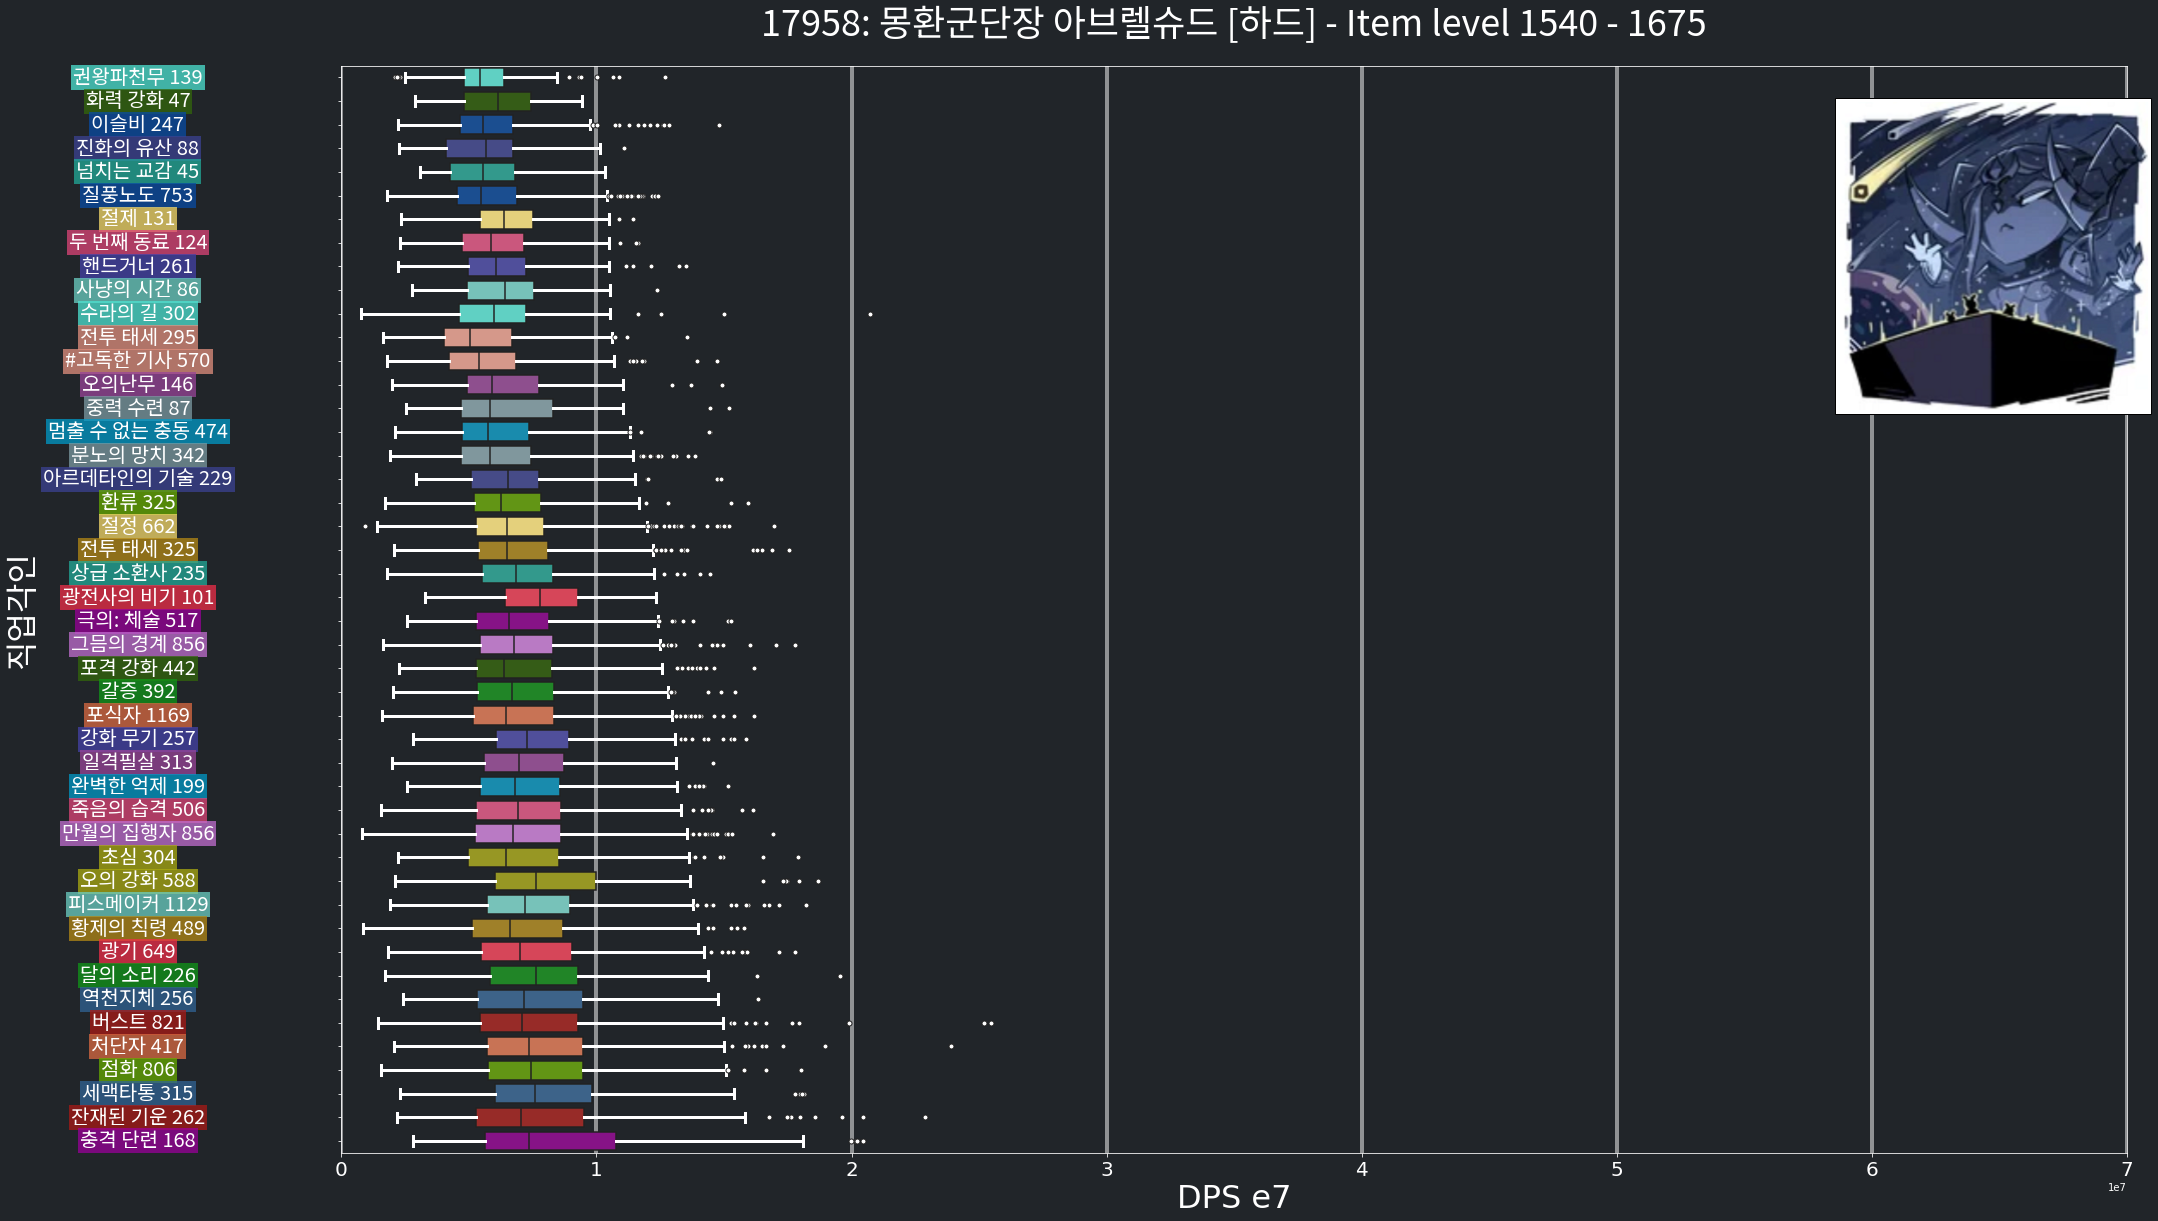 17958: 몽환군단장 아브렐슈드 [하드] - Item level 1540 - 1675
권왕파천무 139
화력 강화 47
이슬비 247
진화의 유산 88
넘치는 교감 45
질풍노도 753
절제 131
두 번째 동료 124
핸드거너 261
사냥의 시간 86
수라의 길 302
전투 태세 295
#고독한 기사 570
오의난무 146
중력 수련 87
멈출 수 없는 충동 474
분노의 망치 342
아르데타인의 기술 229
환류 325
절정 662
전투 태세 325
상급 소환사 235
광전사의 비기 101
극의: 체술 517
그믐의 경계 856
포격 강화 442
갈증 392
포식자 1169
강화 무기 257
일격필살 313
완벽한 억제 199
죽음의 습격 506
만월의 집행자 856
초심 304
오의 강화 588
피스메이커 1129
황제의 칙령 489
광기 649
달의 소리 226
역천지체 256
버스트 821
처단자 417
점화 806
세맥타통 315
잔재된 기운 262
충격 단련 168
직업각인
0 1 2 3 4 5 6 7
1e7
DPS e7